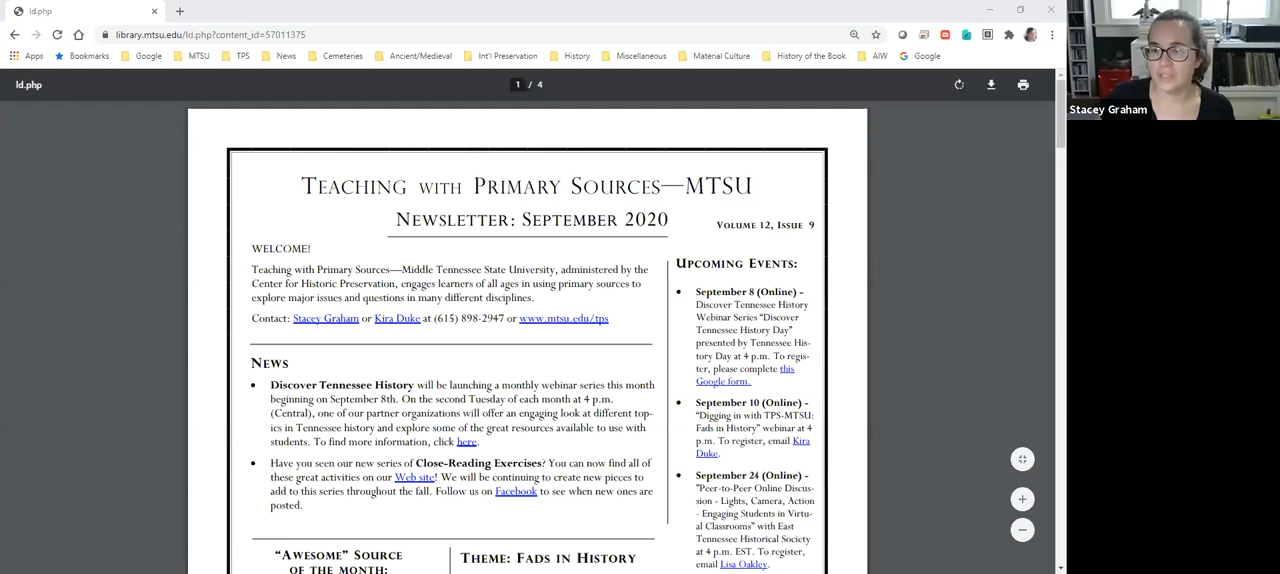 ld.php
library.mtsu.edu/ld.php?content_id=57011375
Apps Bookmarks Google MTSU TPS News Cemeteries Ancient/Medieval Int'l Preservation History Miscellaneous Material Culture History of the Book AIW Google
ld.php
1 / 4
Stacey Graham
TEACHING WITH PRIMARY SOURCES—MTSU
NEWSLETTER: SEPTEMBER 2020
VOLUME 12, ISSUE 9
WELCOME!
Teaching with Primary Sources—Middle Tennessee State University, administered by the
Center for Historic Preservation, engages learners of all ages in using primary sources to
explore major issues and questions in many different disciplines.
Contact: Stacey Graham or Kira Duke at (615) 898-2947 or www.mtsu.edu/tps
NEWS
• Discover Tennessee History will be launching a monthly webinar series this month
beginning on September 8th. On the second Tuesday of each month at 4 p.m.
(Central), one of our partner organizations will offer an engaging look at different top-
ics in Tennessee history and explore some of the great resources available to use with
students. To find more information, click here.
• Have you seen our new series of Close-Reading Exercises? You can now find all of
these great activities on our Web site! We will be continuing to create new pieces to
add to this series throughout the fall. Follow us on Facebook to see when new ones are
posted.
"AWESOME" SOURCE
OF THE MONTH:
THEME: FADS IN HISTORY
UPCOMING EVENTS:
• September 8 (Online) -
Discover Tennessee History
Webinar Series "Discover
Tennessee History Day"
presented by Tennessee His-
tory Day at 4 p.m. To regis-
ter, please complete this
Google form.
• September 10 (Online) -
"Digging in with TPS-MTSU:
Fads in History" webinar at 4
p.m. To register, email Kira
Duke.
• September 24 (Online) -
"Peer-to-Peer Online Discus-
sion - Lights, Camera, Action
- Engaging Students in Virtu-
al Classrooms" with East
Tennessee Historical Society
at 4 p.m. EST. To register,
email Lisa Oakley.